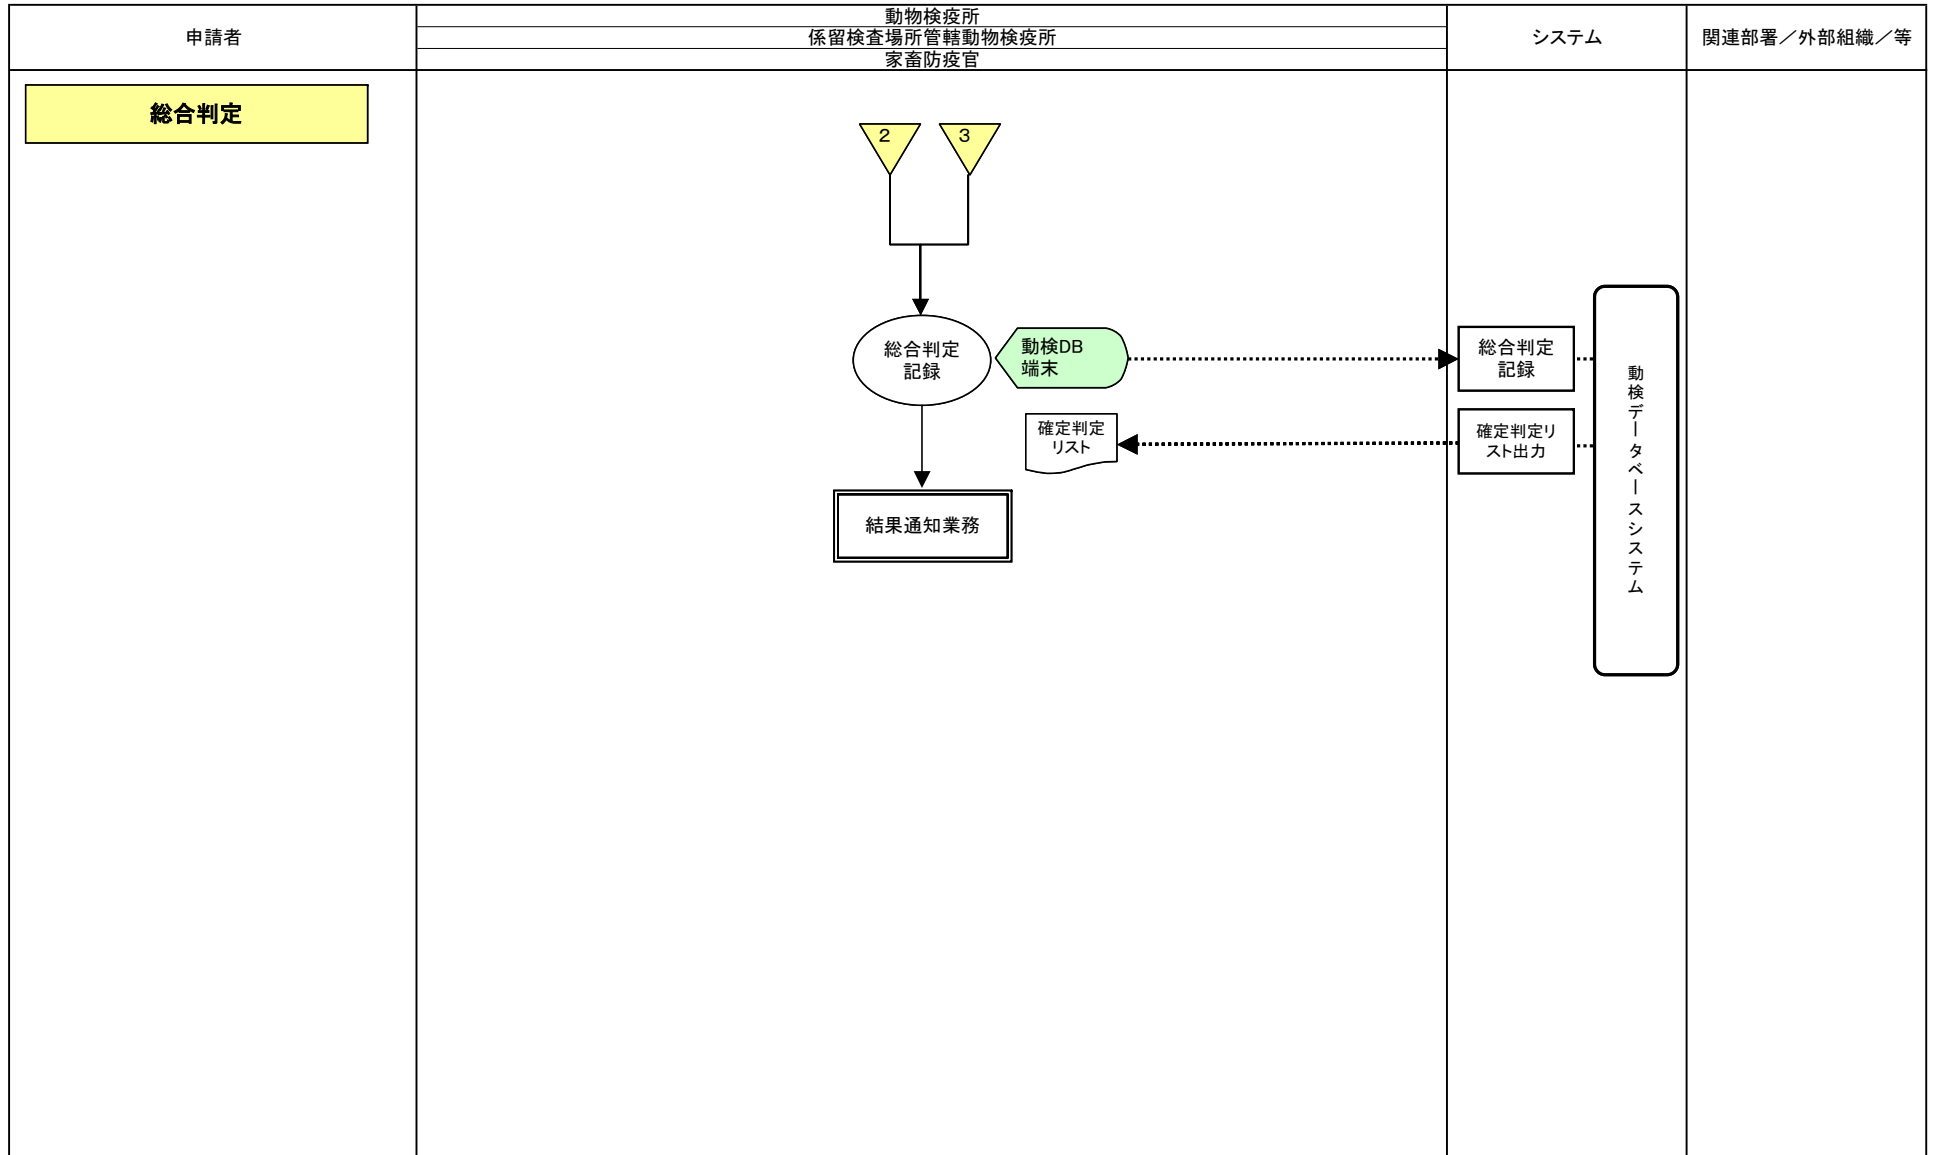 申請者
動物検疫所
係留検査場所管轄動物検疫所
家畜防疫官
システム
関連部署／外部組織／等
総合判定
2
3
総合判定
記録
動検DB
端末
総合判定
記録
確定判定
リスト
確定判定リ
スト出力
動検データベースシステム
結果通知業務